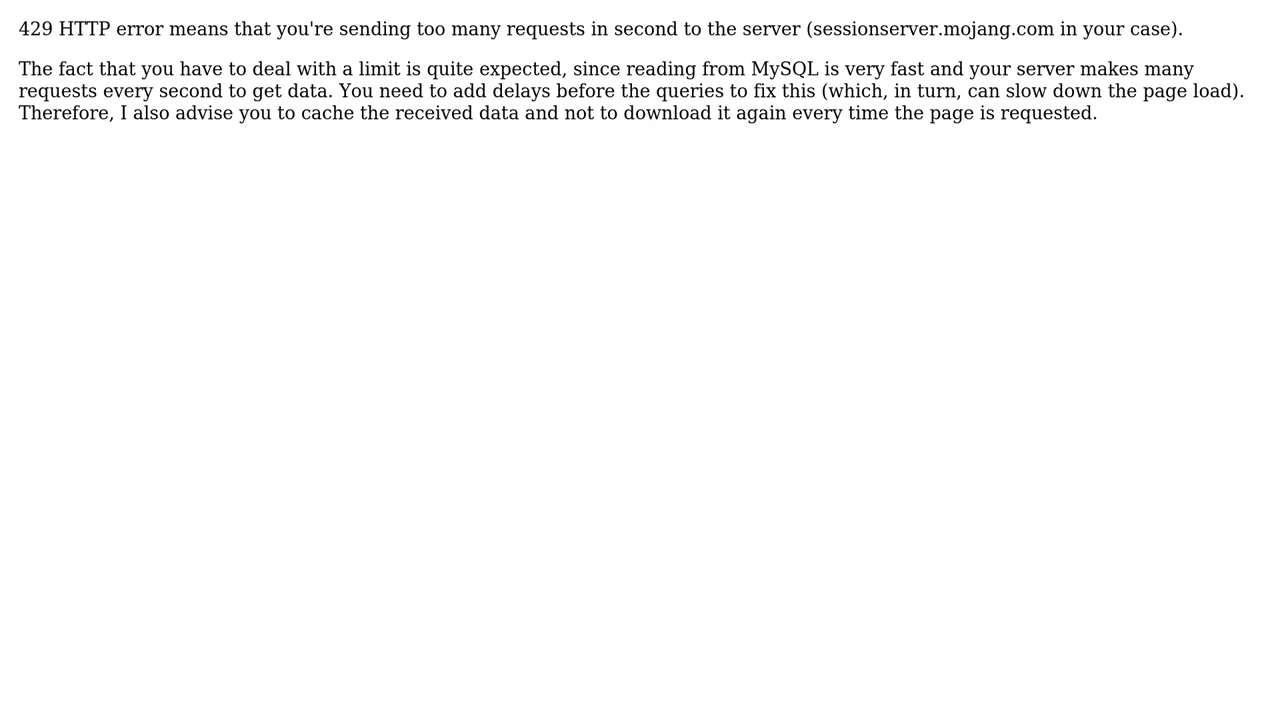 429 HTTP error means that you're sending too many requests in second to the server (sessionserver.mojang.com in your case).
The fact that you have to deal with a limit is quite expected, since reading from MySQL is very fast and your server makes many
requests every second to get data. You need to add delays before the queries to fix this (which, in turn, can slow down the page load).
Therefore, I also advise you to cache the received data and not to download it again every time the page is requested.